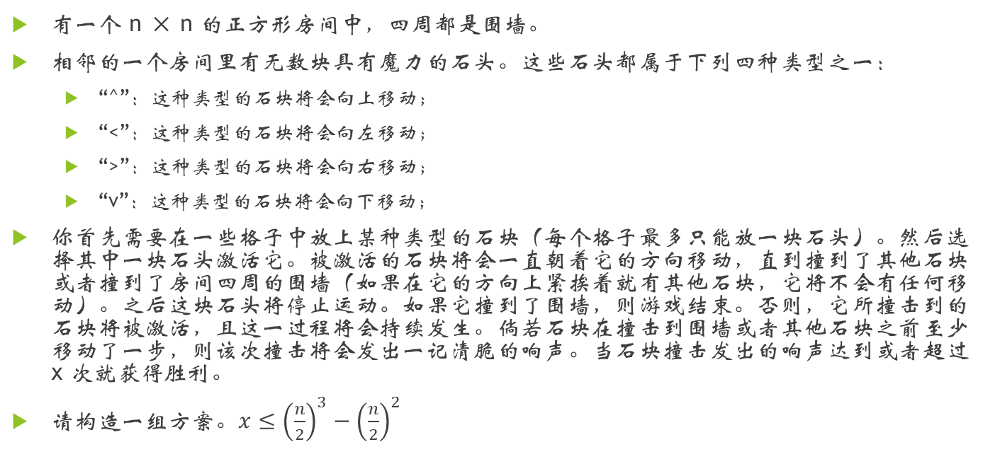 有一个 n × n 的正方形房间中，四周都是围墙。
相邻的一个房间里有无数块具有魔力的石头。这些石头都属于下列四种类型之一：
“^”：这种类型的石块将会向上移动；
“<”：这种类型的石块将会向左移动；
“>”：这种类型的石块将会向右移动；
“v”：这种类型的石块将会向下移动；
你首先需要在一些格子中放上某种类型的石块（每个格子最多只能放一块石头）。然后选
择其中一块石头激活它。被激活的石块将会一直朝着它的方向移动，直到撞到了其他石块
或者撞到了房间四周的围墙（如果在它的方向上紧挨着就有其他石块，它将不会有任何移
动）。之后这块石头将停止运动。如果它撞到了围墙，则游戏结束。否则，它所撞击到的
石块将被激活，且这一过程将会持续发生。倘若石块在撞击到围墙或者其他石块之前至少
移动了一步，则该次撞击将会发出一记清脆的响声。当石块撞击发出的响声达到或者超过
x 次就获得胜利。
请构造一组方案。$x \leq \left(\frac{n}{2}\right)^3 - \left(\frac{n}{2}\right)^2$